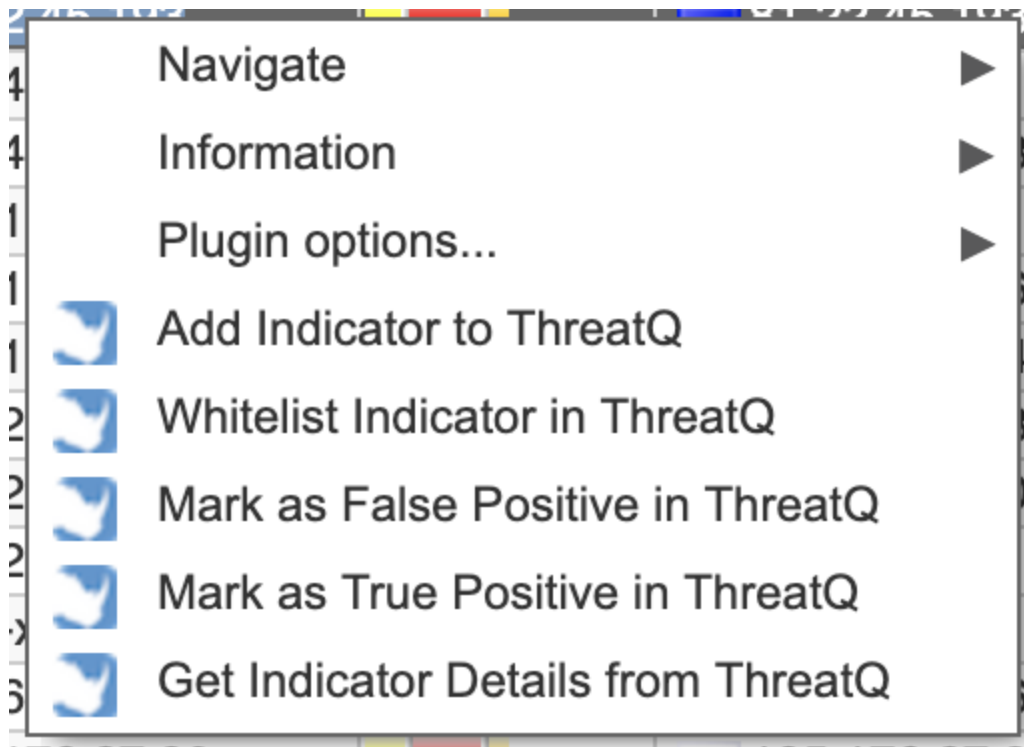 Navigate
Information
Plugin options...
Add Indicator to ThreatQ
Whitelist Indicator in ThreatQ
Mark as False Positive in ThreatQ
Mark as True Positive in ThreatQ
Get Indicator Details from ThreatQ